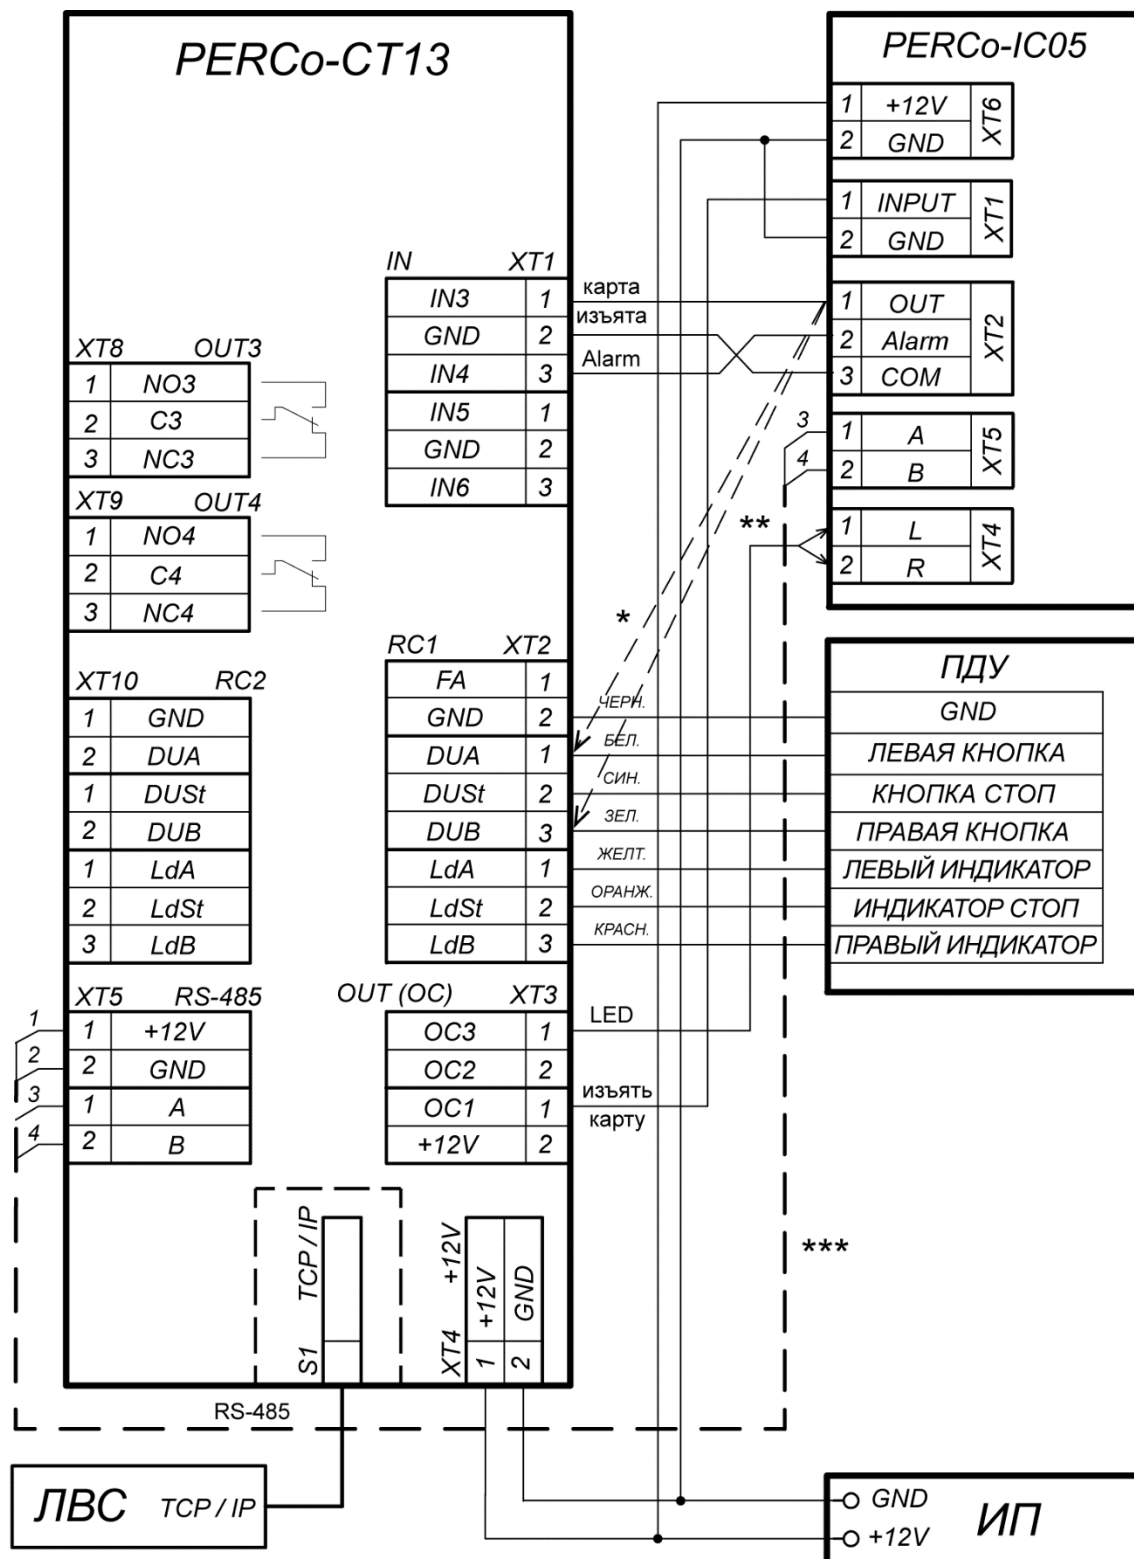 PERCo-CT13
IN XT1
IN3 1
GND 2
IN4 3
IN5 1
GND 2
IN6 3
карта
изъята
Alarm
XT8 OUT3
1 NO3
2 C3
3 NC3
XT9 OUT4
1 NO4
2 C4
3 NC4
XT10 RC2
1 GND
2 DUA
1 DUSt
2 DUB
1 LdA
2 LdSt
3 LdB
RC1 XT2
FA 1
GND 2
DUA 1
DUSt 2
DUB 3
LdA 1
LdSt 2
LdB 3
ЧЕРН.
БЕЛ.
СИН.
ЗЕЛ.
ЖЕЛТ.
ОРАНЖ.
КРАСН.
XT5 RS-485
1 1 +12V
2 2 GND
3 1 A
4 2 B
OUT (OC) XT3
OC3 1
OC2 2
OC1 1
+12V 2
LED
изъять
карту
S1 TCP / IP
XT4 +12V
1 +12V
2 GND
RS-485
ЛВС TCP / IP
PERCo-IC05
1 +12V XT6
2 GND
1 INPUT XT1
2 GND
1 OUT XT2
2 Alarm
3 COM
3 1 A XT5
4 2 B
1 L XT4
2 R
*
**
***
ПДУ
GND
ЛЕВАЯ КНОПКА
КНОПКА СТОП
ПРАВАЯ КНОПКА
ЛЕВЫЙ ИНДИКАТОР
ИНДИКАТОР СТОП
ПРАВЫЙ ИНДИКАТОР
GND
+12V
ИП